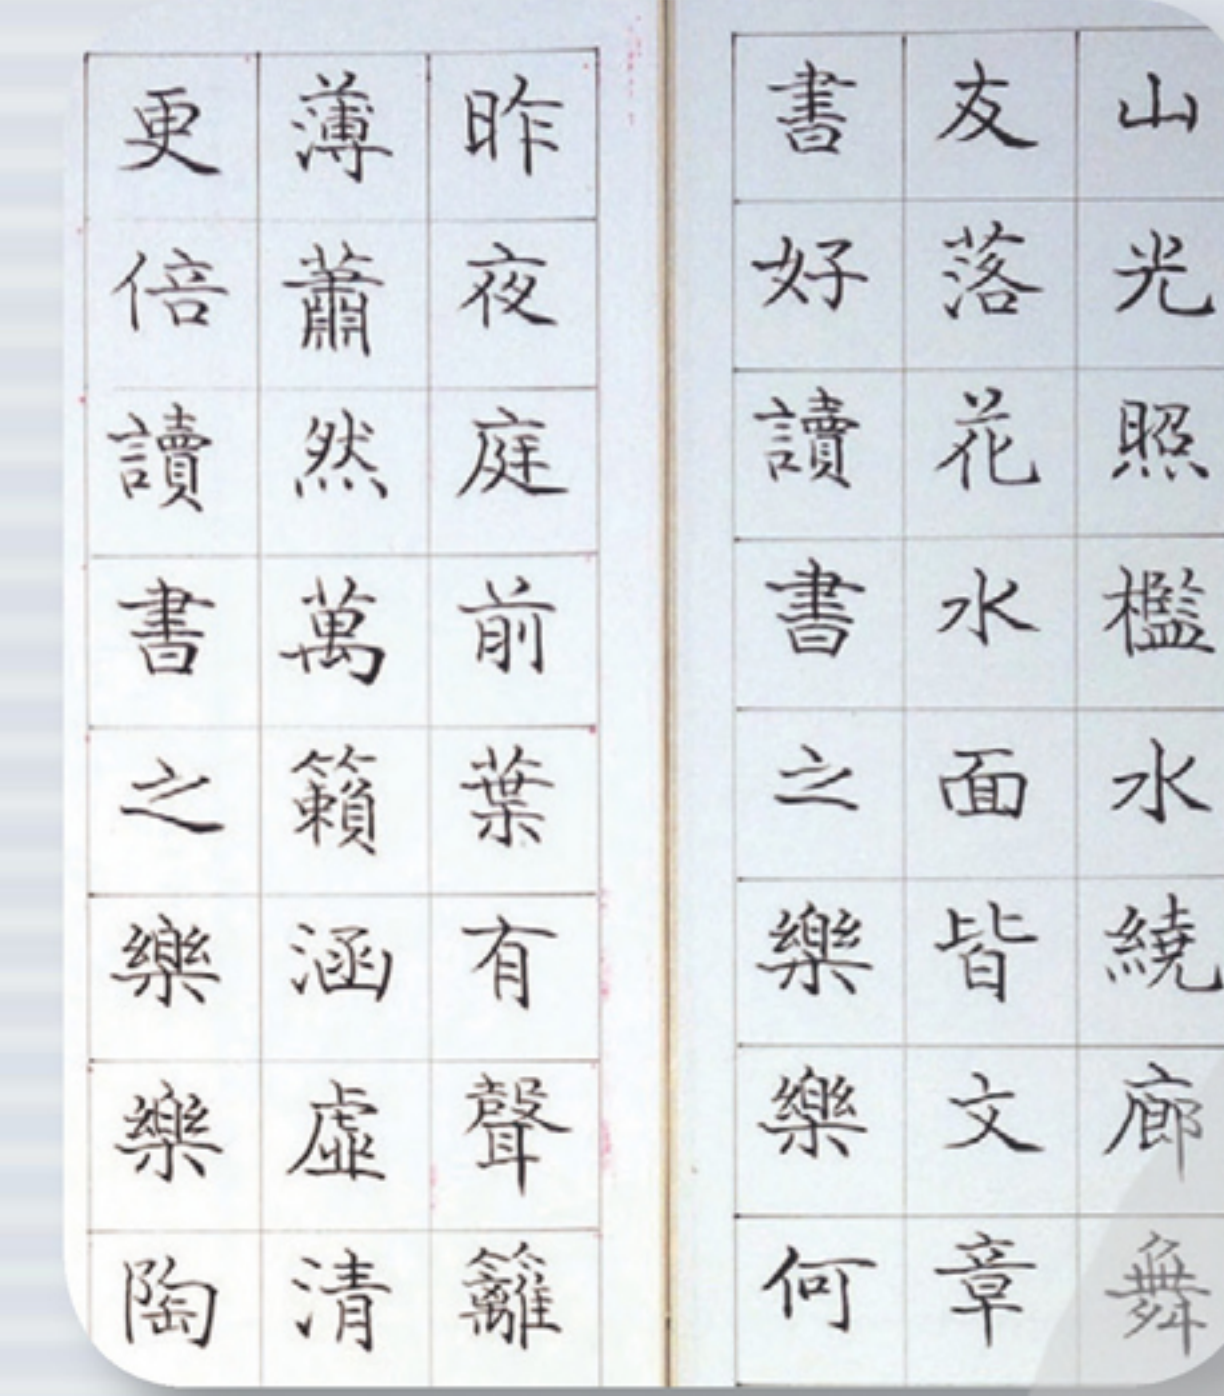 山光照檻水繞廊舞
友落花水面皆文章
書好讀書之樂樂何
昨夜庭前葉有聲籬
薄蕭然萬籟涵虛清
更倍讀書之樂樂陶